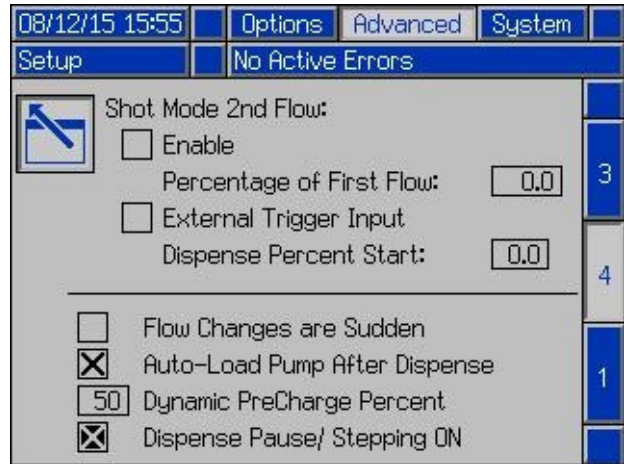 08/12/15 15:55 Options Advanced System
Setup No Active Errors
Shot Mode 2nd Flow:
Enable
Percentage of First Flow: 0.0
3
External Trigger Input
Dispense Percent Start: 0.0
4
Flow Changes are Sudden
Auto-Load Pump After Dispense
1
50 Dynamic PreCharge Percent
Dispense Pause/ Stepping ON